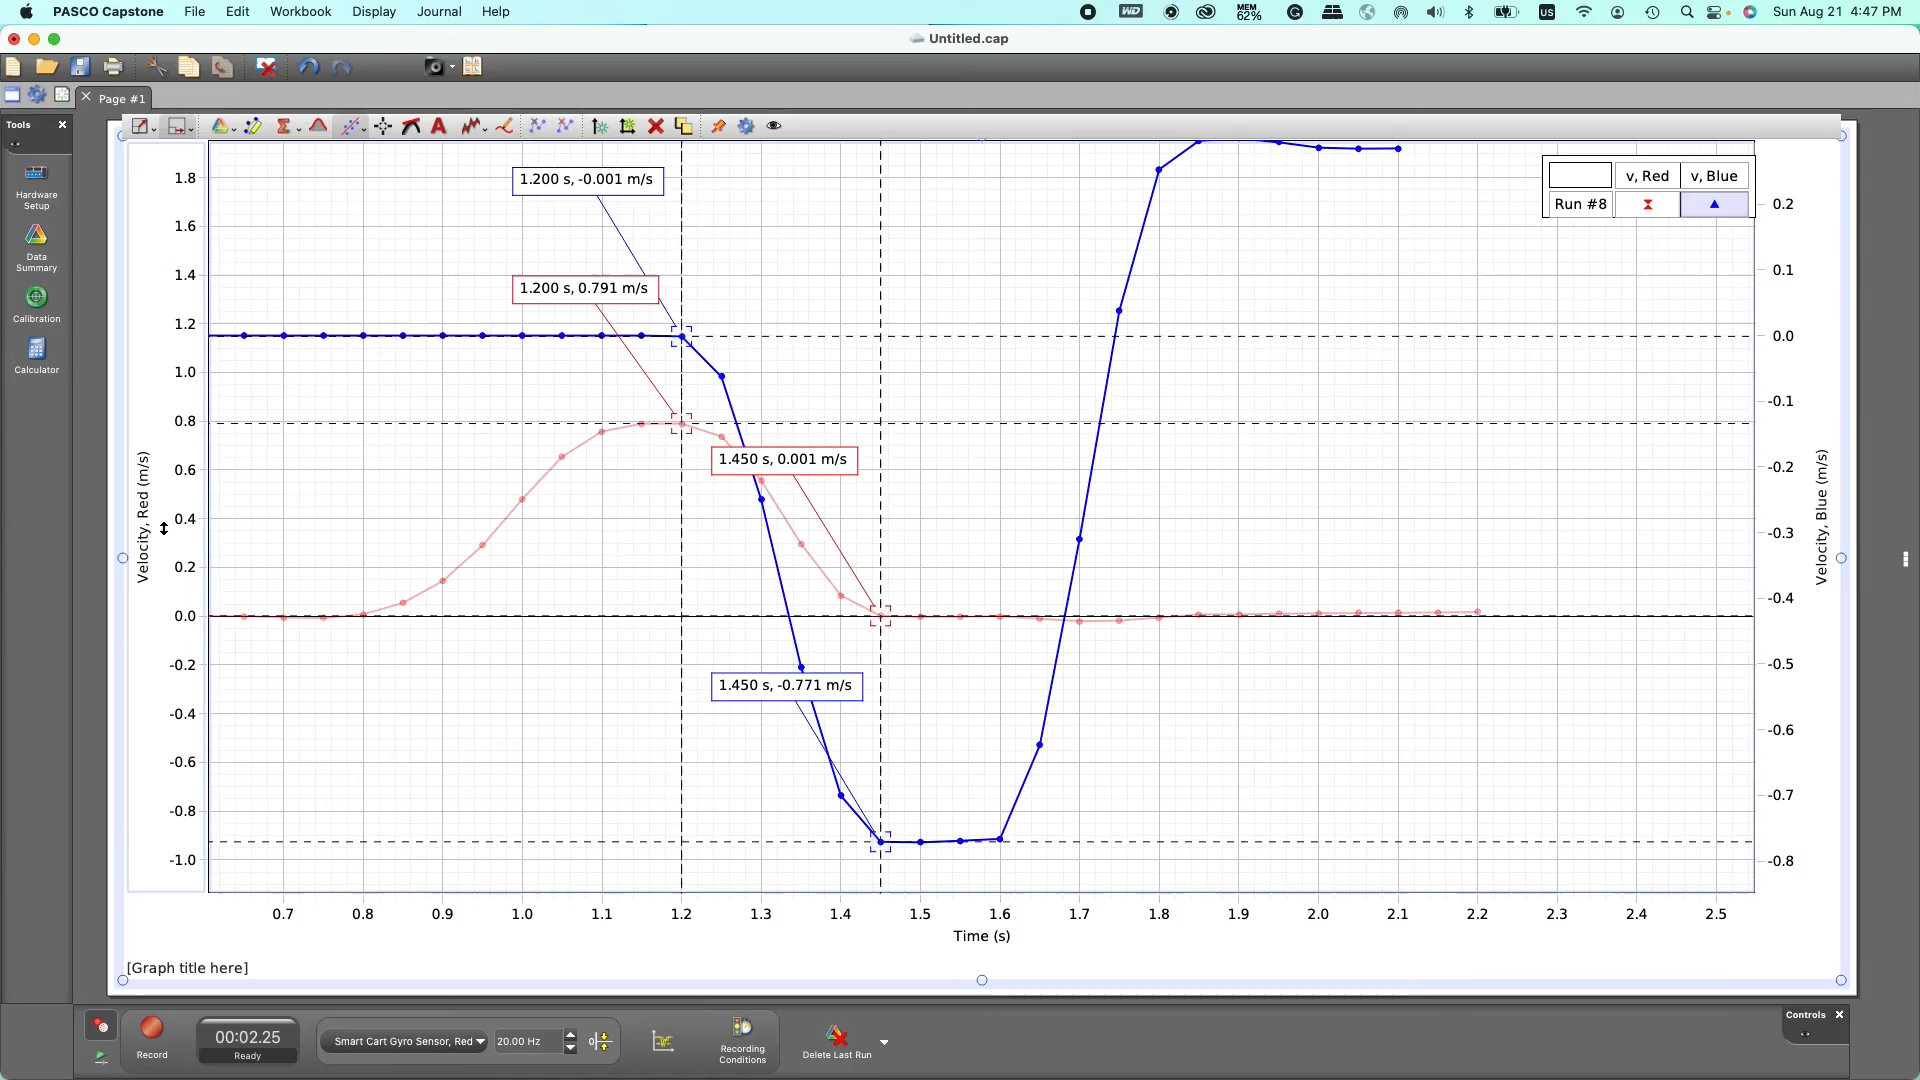 PASCO Capstone File Edit Workbook Display Journal Help
WD
MEM
62%
US
Sun Aug 21 4:47 PM
Untitled.cap
Page #1
Tools
Hardware
Setup
Data
Summary
Calibration
Calculator
1.200 s, -0.001 m/s
1.200 s, 0.791 m/s
1.450 s, 0.001 m/s
1.450 s, -0.771 m/s
v, Red v, Blue
Run #8
Velocity, Red (m/s)
1.8
1.6
1.4
1.2
1.0
0.8
0.6
0.4
0.2
0.0
-0.2
-0.4
-0.6
-0.8
-1.0
0.2
0.1
0.0
-0.1
-0.2
-0.3
-0.4
-0.5
-0.6
-0.7
-0.8
Velocity, Blue (m/s)
0.7 0.8 0.9 1.0 1.1 1.2 1.3 1.4 1.5 1.6 1.7 1.8 1.9 2.0 2.1 2.2 2.3 2.4 2.5
Time (s)
[Graph title here]
Record
00:02.25
Ready
Smart Cart Gyro Sensor, Red
20.00 Hz
0
Recording
Conditions
Delete Last Run
Controls